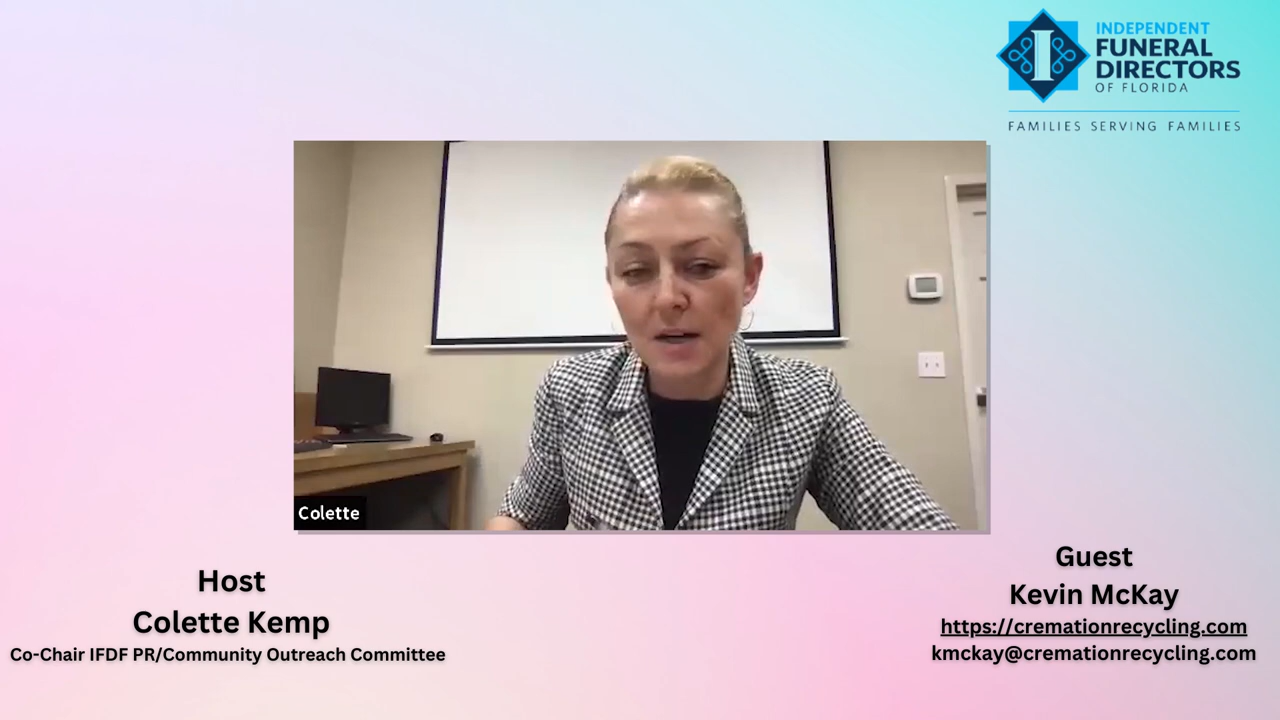 INDEPENDENT
FUNERAL
DIRECTORS
OF FLORIDA
FAMILIES SERVING FAMILIES
Colette
Host
Colette Kemp
Co-Chair IFDF PR/Community Outreach Committee
Guest
Kevin McKay
https://cremationrecycling.com
kmckay@cremationrecycling.com